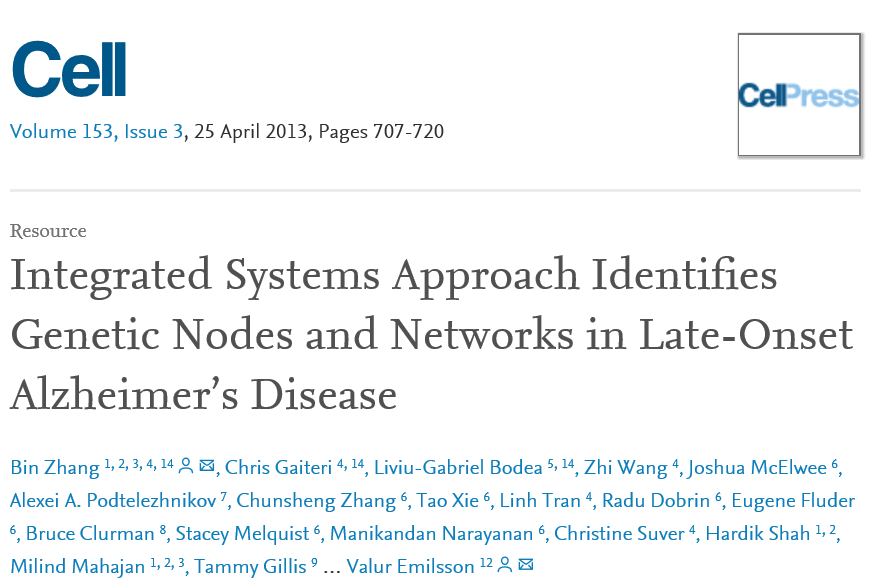 Cell
CellPress
Volume 153, Issue 3, 25 April 2013, Pages 707-720
Resource
Integrated Systems Approach Identifies
Genetic Nodes and Networks in Late-Onset
Alzheimer’s Disease
Bin Zhang 1, 2, 3, 4, 14, Chris Gaiteri 4, 14, Liviu-Gabriel Bodea 5, 14, Zhi Wang 4, Joshua McElwee 6,
Alexei A. Podtelezhnikov 7, Chunsheng Zhang 6, Tao Xie 6, Linh Tran 4, Radu Dobrin 6, Eugene Fluder
6, Bruce Clurman 8, Stacey Melquist 6, Manikandan Narayanan 6, Christine Suver 4, Hardik Shah 1, 2,
Milind Mahajan 1, 2, 3, Tammy Gillis 9 … Valur Emilsson 12